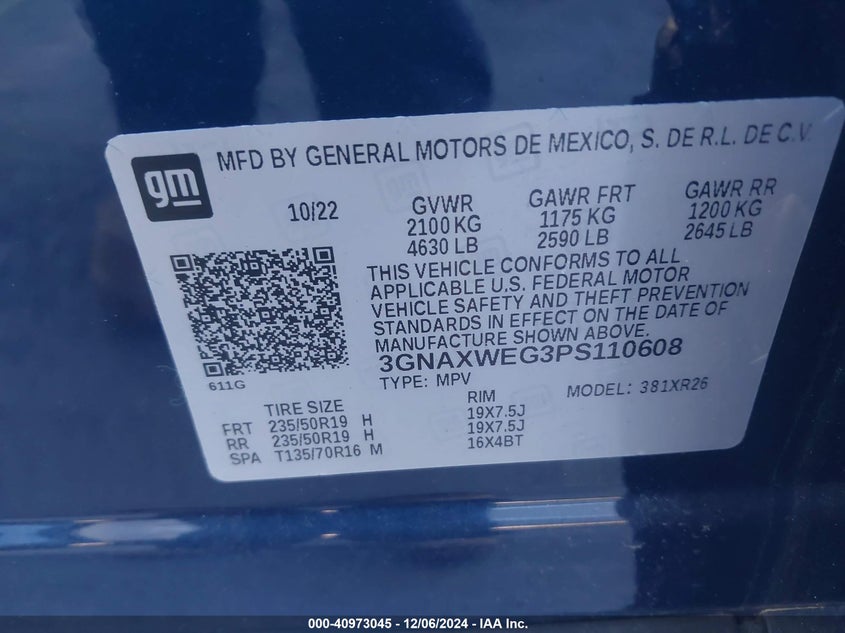 gm
MFD BY GENERAL MOTORS DE MEXICO, S. DE R.L. DE C.V.
10/22 GVWR GAWR FRT GAWR RR
2100 KG 1175 KG 1200 KG
4630 LB 2590 LB 2645 LB
THIS VEHICLE CONFORMS TO ALL
APPLICABLE U.S. FEDERAL MOTOR
VEHICLE SAFETY AND THEFT PREVENTION
STANDARDS IN EFFECT ON THE DATE OF
MANUFACTURE SHOWN ABOVE.
3GNAXWEG3PS110608
611G
TYPE: MPV MODEL: 381XR26
TIRE SIZE RIM
FRT 235/50R19 H 19X7.5J
RR 235/50R19 H 19X7.5J
SPA T135/70R16 M 16X4BT
000-40973045 - 12/06/2024 - IAA Inc.